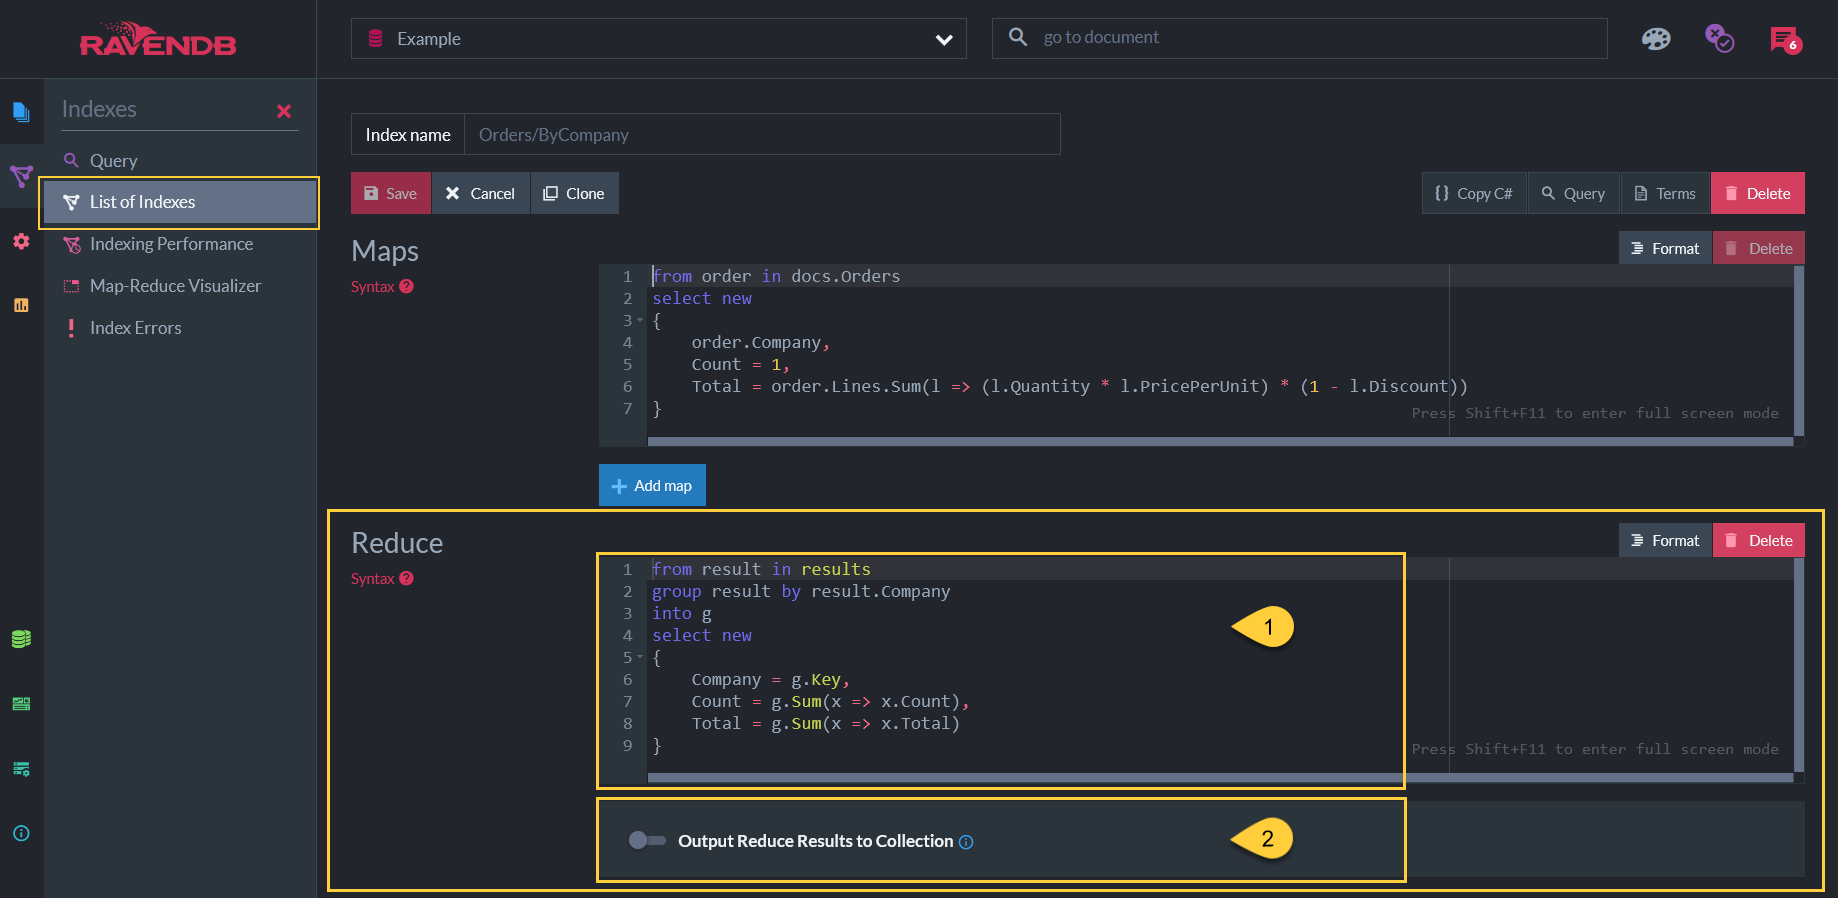 RAVENDB
Example
go to document
6
Indexes
Query
List of Indexes
Indexing Performance
Map-Reduce Visualizer
Index Errors
Index name
Orders/ByCompany
Save
Cancel
Clone
Copy C#
Query
Terms
Delete
Maps
Syntax ?
Format
Delete
1 from order in docs.Orders
2 select new
3 {
4     order.Company,
5     Count = 1,
6     Total = order.Lines.Sum(l => (l.Quantity * l.PricePerUnit) * (1 - l.Discount))
7 }
Press Shift+F11 to enter full screen mode
+ Add map
Reduce
Syntax ?
Format
Delete
1 from result in results
2 group result by result.Company
3 into g
4 select new
5 {
6     Company = g.Key,
7     Count = g.Sum(x => x.Count),
8     Total = g.Sum(x => x.Total)
9 }
1
Press Shift+F11 to enter full screen mode
Output Reduce Results to Collection
2